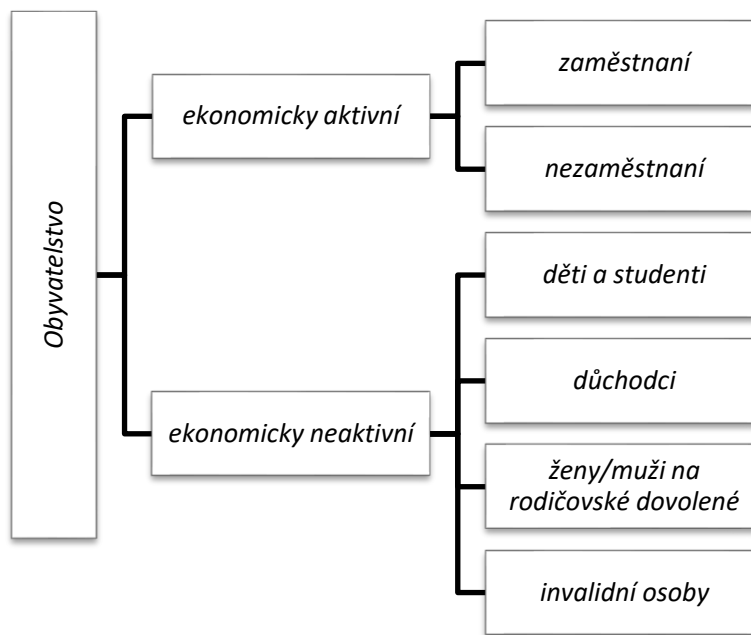 Obyvatelstvo
ekonomicky aktivní
zaměstnaní
nezaměstnaní
ekonomicky neaktivní
děti a studenti
důchodci
ženy/muži na
rodičovské dovolené
invalidní osoby